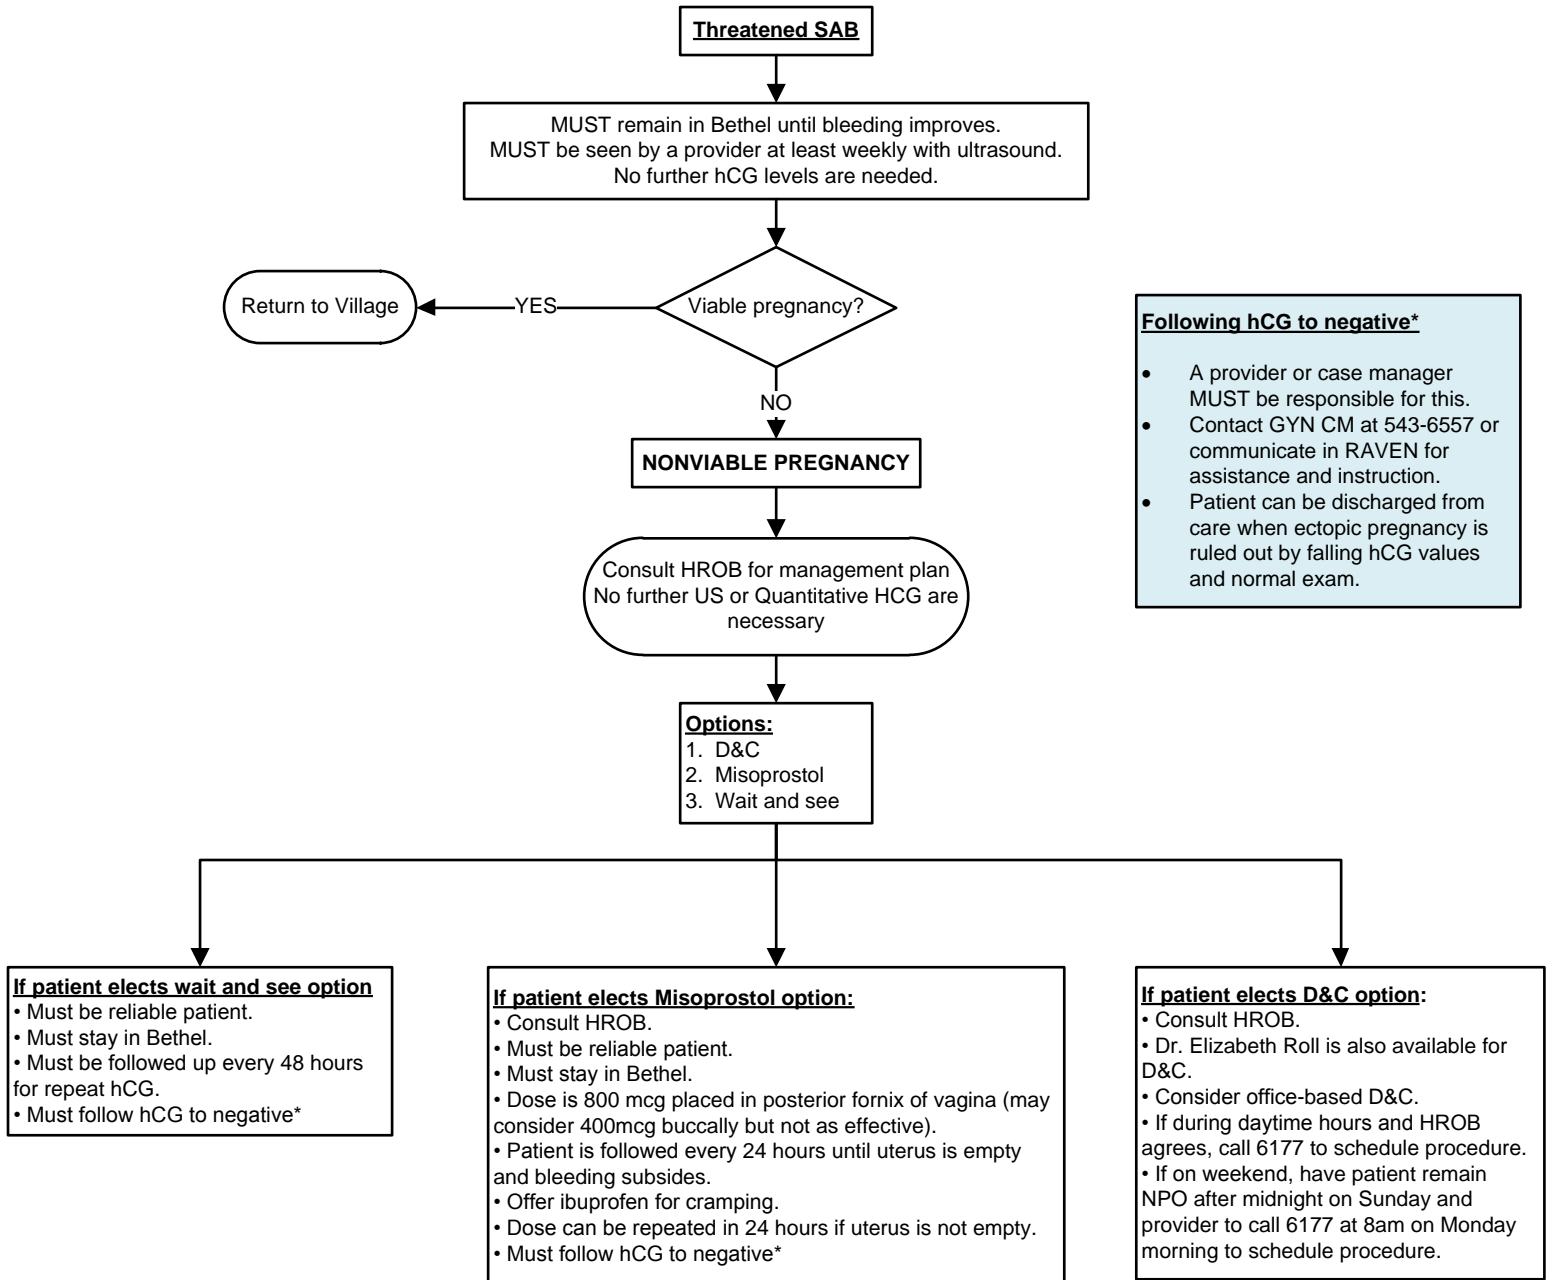 Threatened SAB
MUST remain in Bethel until bleeding improves.
MUST be seen by a provider at least weekly with ultrasound.
No further hCG levels are needed.
Viable pregnancy?
YES
Return to Village
NO
NONVIABLE PREGNANCY
Consult HROB for management plan
No further US or Quantitative HCG are
necessary
Following hCG to negative*
• A provider or case manager
MUST be responsible for this.
• Contact GYN CM at 543-6557 or
communicate in RAVEN for
assistance and instruction.
• Patient can be discharged from
care when ectopic pregnancy is
ruled out by falling hCG values
and normal exam.
Options:
1. D&C
2. Misoprostol
3. Wait and see
If patient elects wait and see option
• Must be reliable patient.
• Must stay in Bethel.
• Must be followed up every 48 hours
for repeat hCG.
• Must follow hCG to negative*
If patient elects Misoprostol option:
• Consult HROB.
• Must be reliable patient.
• Must stay in Bethel.
• Dose is 800 mcg placed in posterior fornix of vagina (may
consider 400mcg buccally but not as effective).
• Patient is followed every 24 hours until uterus is empty
and bleeding subsides.
• Offer ibuprofen for cramping.
• Dose can be repeated in 24 hours if uterus is not empty.
• Must follow hCG to negative*
If patient elects D&C option:
• Consult HROB.
• Dr. Elizabeth Roll is also available for
D&C.
• Consider office-based D&C.
• If during daytime hours and HROB
agrees, call 6177 to schedule procedure.
• If on weekend, have patient remain
NPO after midnight on Sunday and
provider to call 6177 at 8am on Monday
morning to schedule procedure.